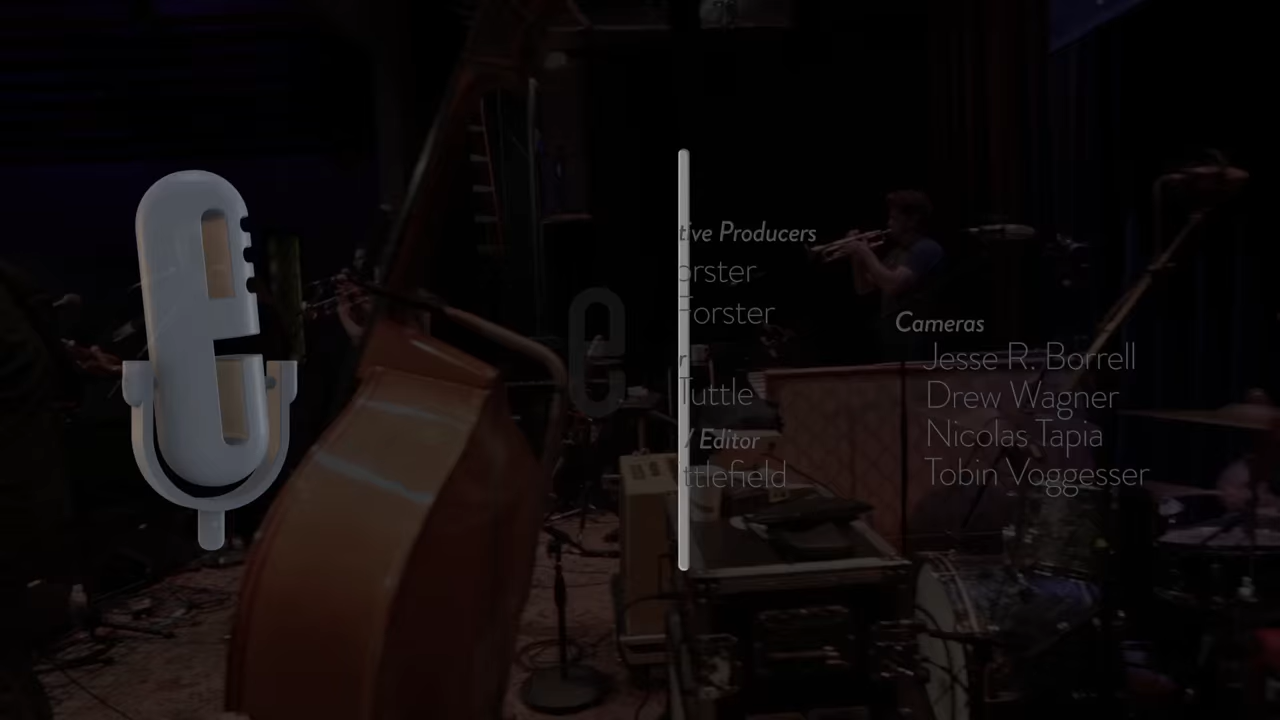 e
tive Producers
orster
Forster
r
Tuttle
/ Editor
ttlefield
Cameras
Jesse R. Borrell
Drew Wagner
Nicolas Tapia
Tobin Voggesser